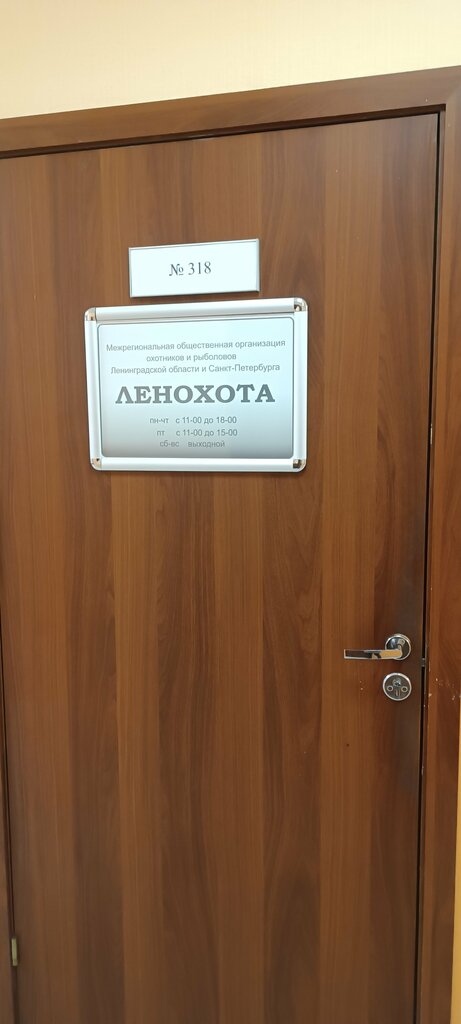 № 318
Межрегиональная общественная организация
охотников и рыболовов
Ленинградской области и Санкт-Петербурга
ЛЕНОХОТА
пн-чт с 11-00 до 18-00
пт с 11-00 до 15-00
сб-вс выходной